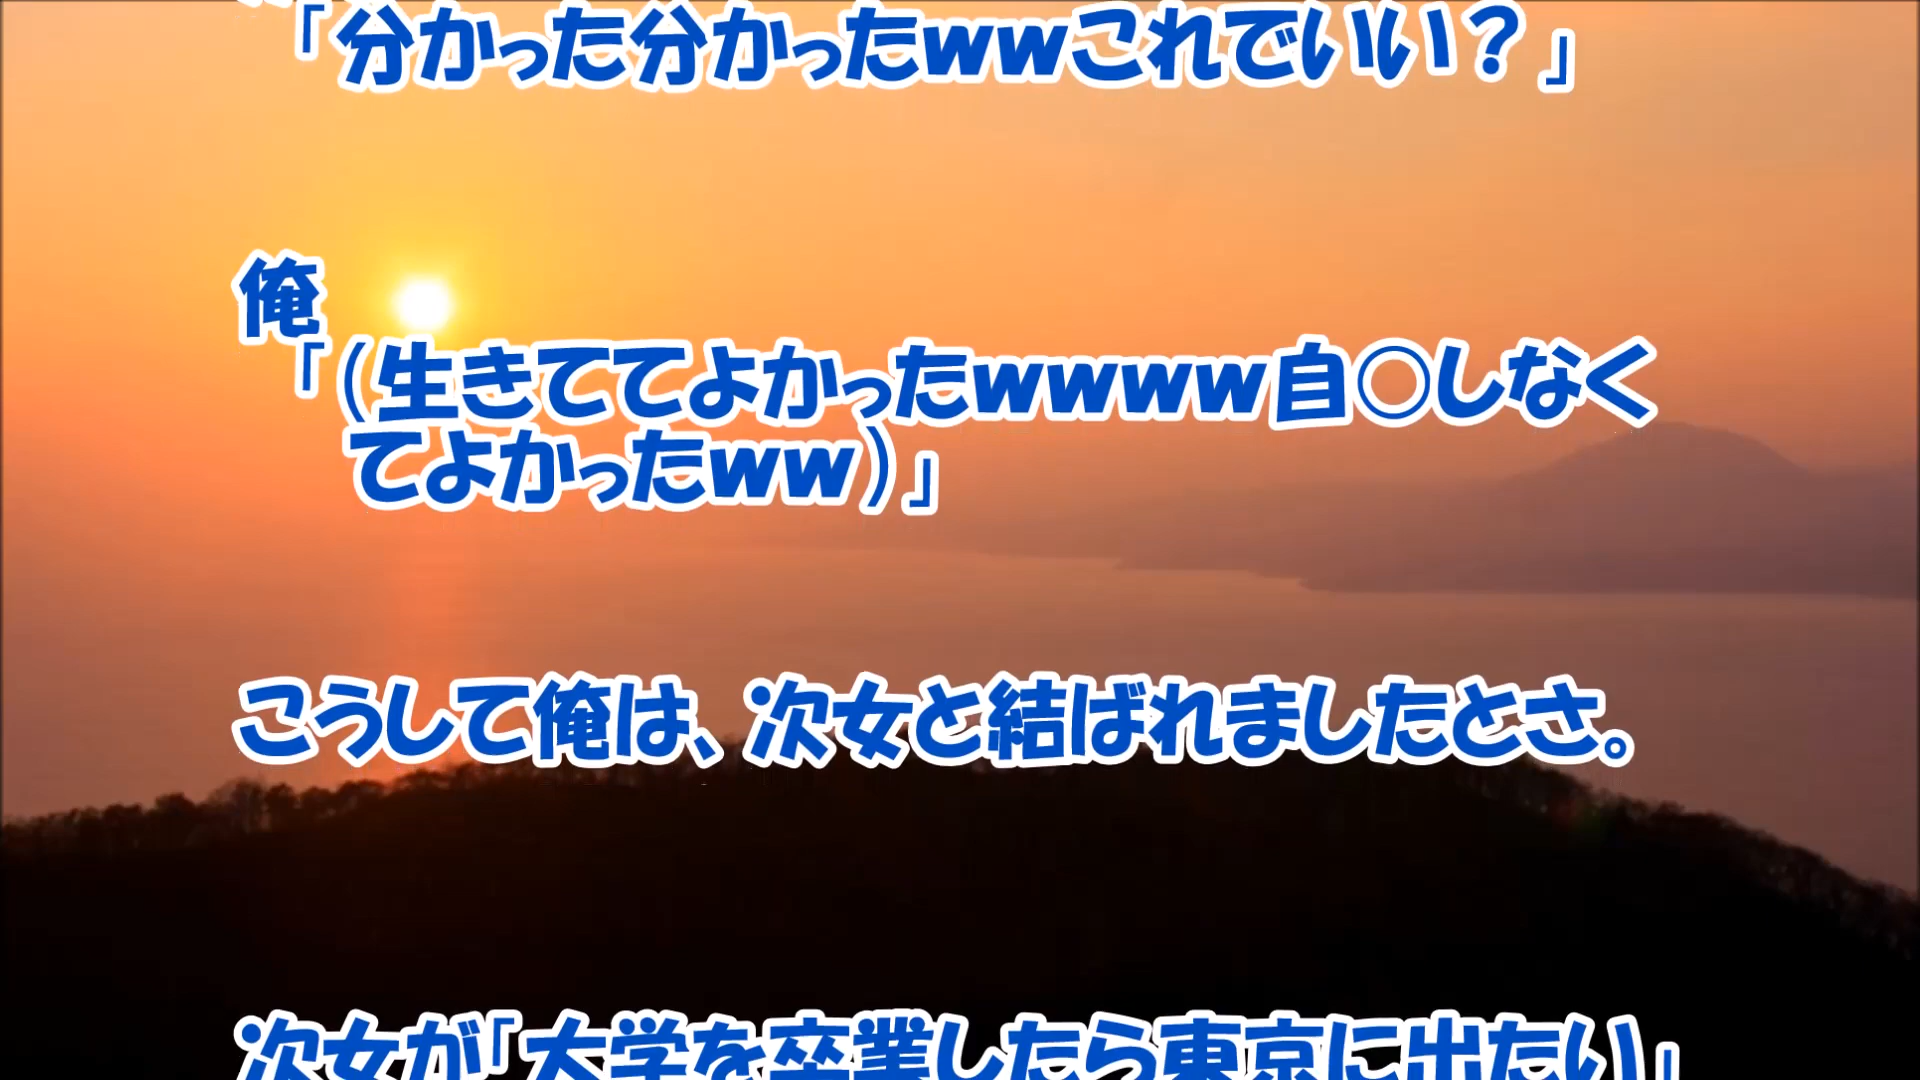 「分かった分かったwwこれでいい？」
俺
「（生きててよかったwwww自○しなく
てよかったww）」
こうして俺は、次女と結ばれましたとさ。
次女が「大学を卒業したら東京に出たい」